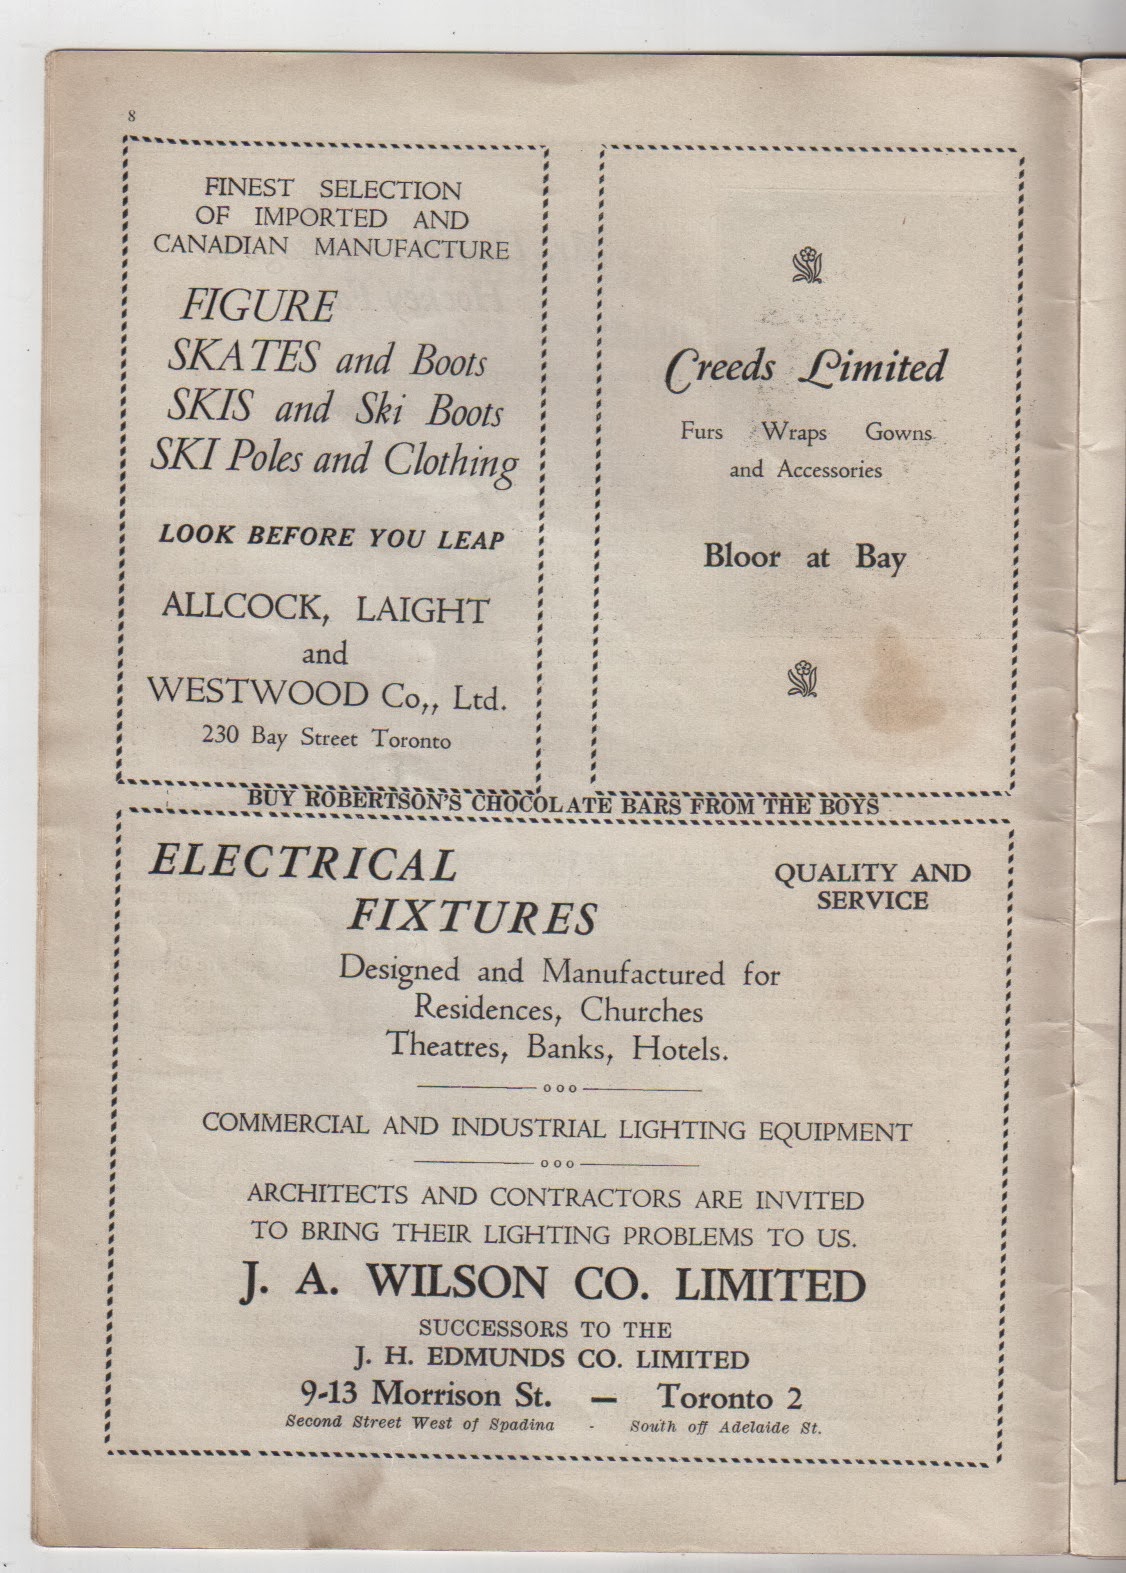 8
FINEST SELECTION
OF IMPORTED AND
CANADIAN MANUFACTURE
FIGURE
SKATES and Boots
SKIS and Ski Boots
SKI Poles and Clothing
LOOK BEFORE YOU LEAP
ALLCOCK, LAIGHT
and
WESTWOOD Co,, Ltd.
230 Bay Street Toronto
Creeds Limited
Furs Wraps Gowns
and Accessories
Bloor at Bay
BUY ROBERTSON'S CHOCOLATE BARS FROM THE BOYS
ELECTRICAL
FIXTURES
QUALITY AND
SERVICE
Designed and Manufactured for
Residences, Churches
Theatres, Banks, Hotels.
COMMERCIAL AND INDUSTRIAL LIGHTING EQUIPMENT
ARCHITECTS AND CONTRACTORS ARE INVITED
TO BRING THEIR LIGHTING PROBLEMS TO US.
J. A. WILSON CO. LIMITED
SUCCESSORS TO THE
J. H. EDMUNDS CO. LIMITED
9-13 Morrison St. — Toronto 2
Second Street West of Spadina - South off Adelaide St.